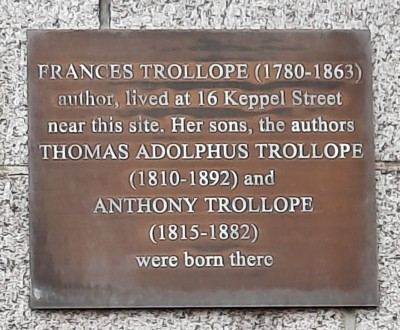 FRANCES TROLLOPE (1780-1863)
author, lived at 16 Keppel Street
near this site. Her sons, the authors
THOMAS ADOLPHUS TROLLOPE
(1810-1892) and
ANTHONY TROLLOPE
(1815-1882)
were born there